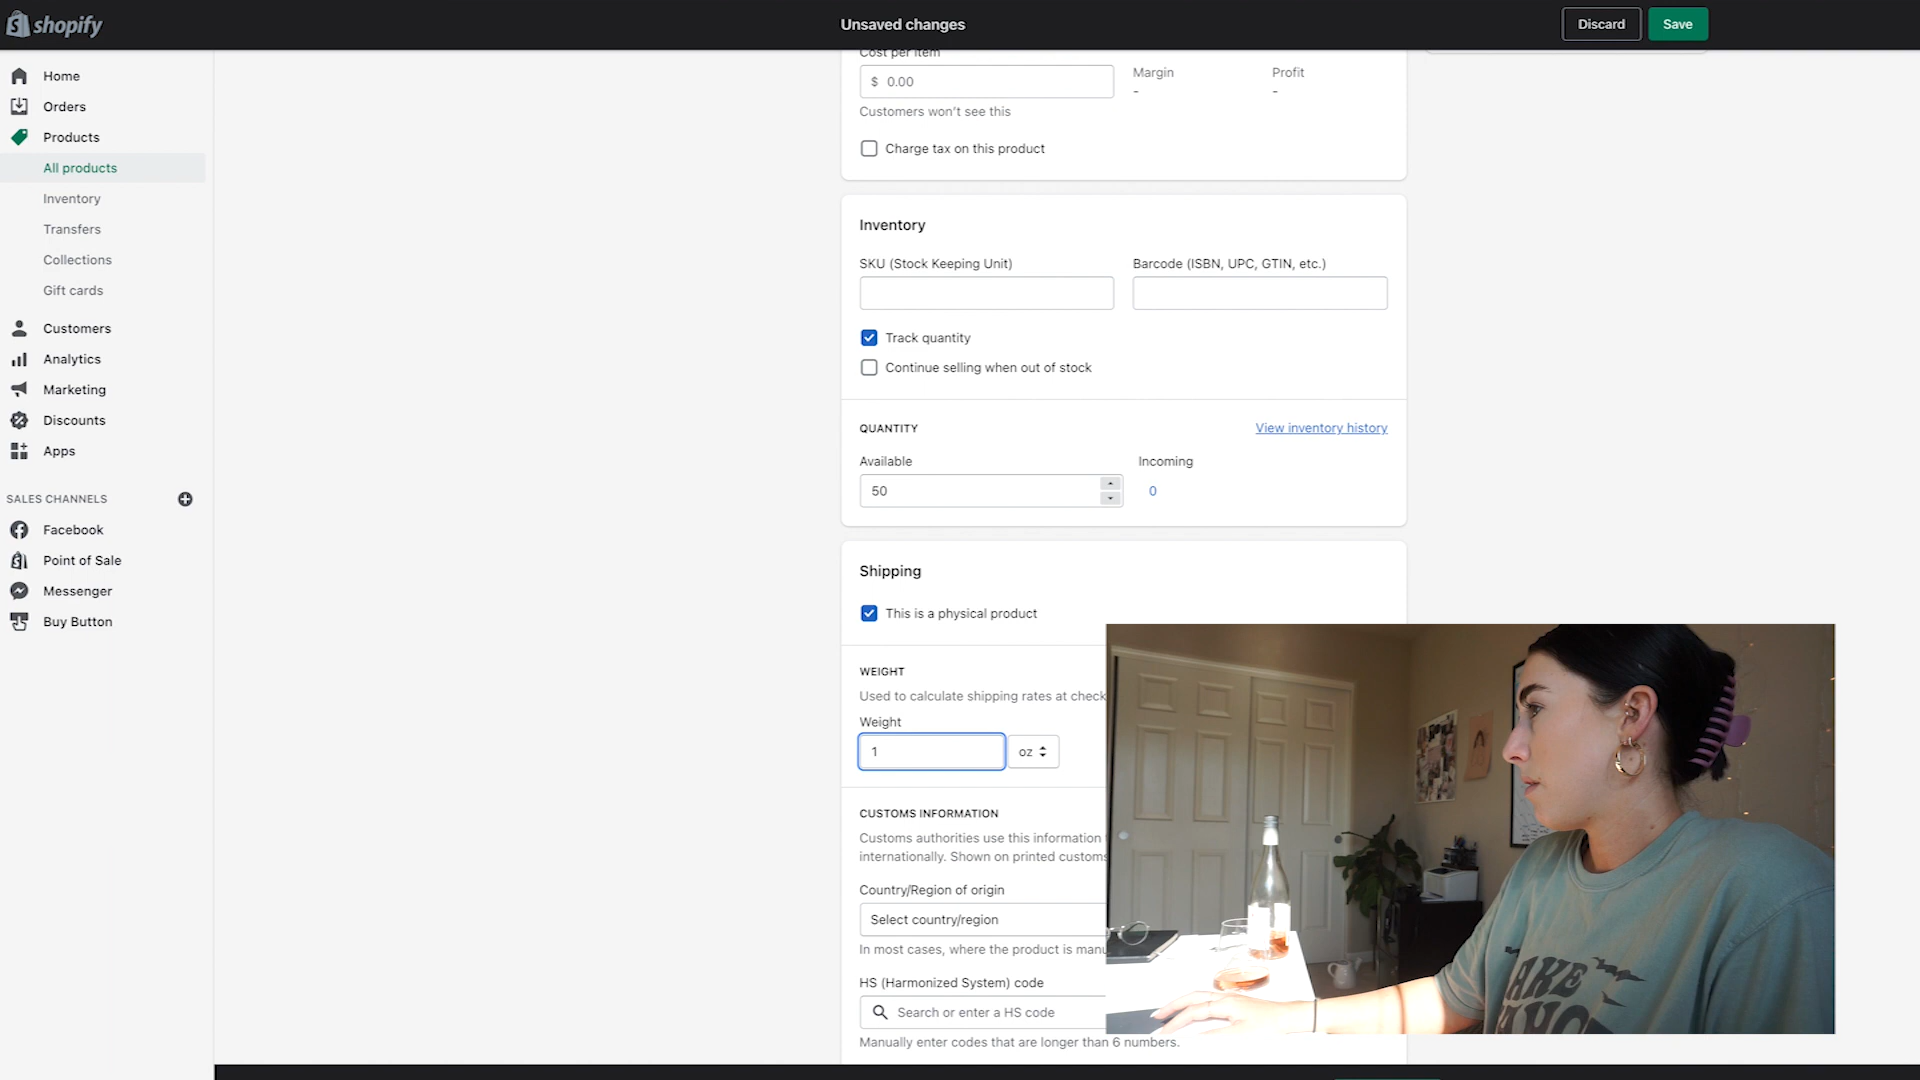 shopify
Unsaved changes
Discard
Save
Home
Orders
Products
All products
Inventory
Transfers
Collections
Gift cards
Customers
Analytics
Marketing
Discounts
Apps
SALES CHANNELS
Facebook
Point of Sale
Messenger
Buy Button
Cost per item
$ 0.00
Margin
-
Profit
-
Customers won't see this
Charge tax on this product
Inventory
SKU (Stock Keeping Unit)
Barcode (ISBN, UPC, GTIN, etc.)
Track quantity
Continue selling when out of stock
QUANTITY
View inventory history
Available
Incoming
50
0
Shipping
This is a physical product
WEIGHT
Used to calculate shipping rates at check
Weight
1
oz
CUSTOMS INFORMATION
Customs authorities use this information
internationally. Shown on printed customs
Country/Region of origin
Select country/region
In most cases, where the product is manu
HS (Harmonized System) code
Search or enter a HS code
Manually enter codes that are longer than 6 numbers.